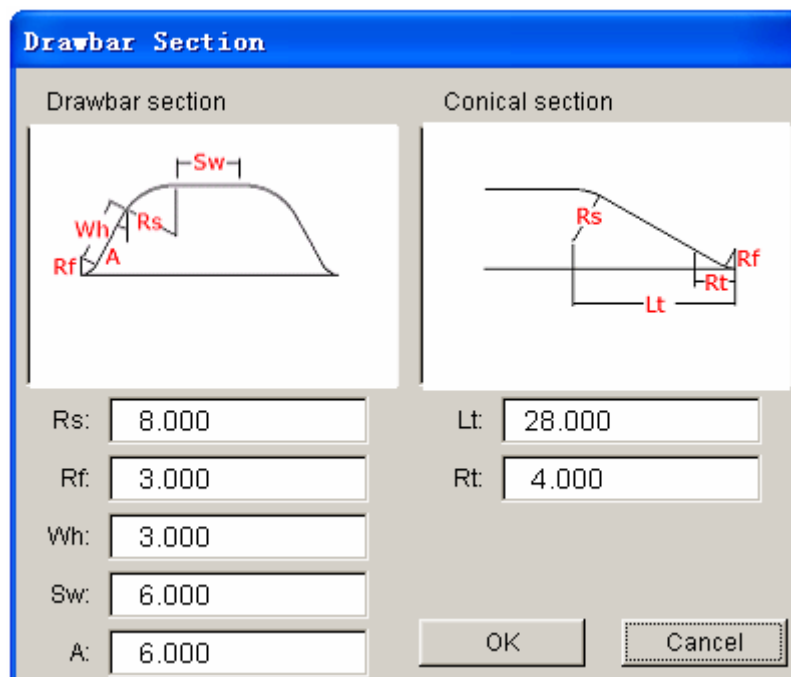 Drawbar Section
Drawbar section
Sw
Wh
Rs
Rf
A
Rs: 8.000
Rf: 3.000
Wh: 3.000
Sw: 6.000
A: 6.000
Conical section
Rs
Rf
Rt
Lt
Lt: 28.000
Rt: 4.000
OK
Cancel